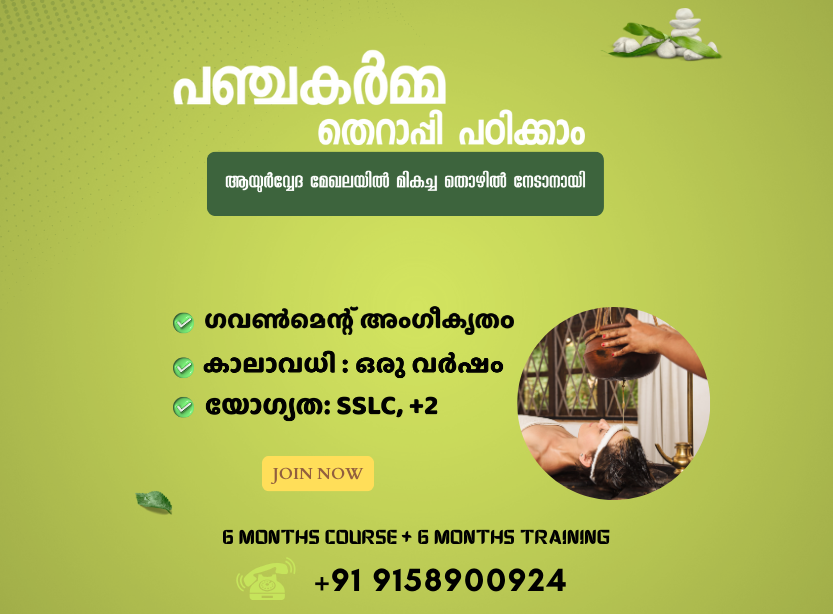 പഞ്ചകർമ്മ
തെറാപ്പി പഠിക്കാം
ആയുർവ്വേദ മേഖലയിൽ മികച്ച തൊഴിൽ നേടാനായി
ഗവൺമെന്റ് അംഗീകൃതം
കാലാവധി : ഒരു വർഷം
യോഗ്യത: SSLC, +2
JOIN NOW
6 MONTHS COURSE + 6 MONTHS TRAINING
+91 9158900924